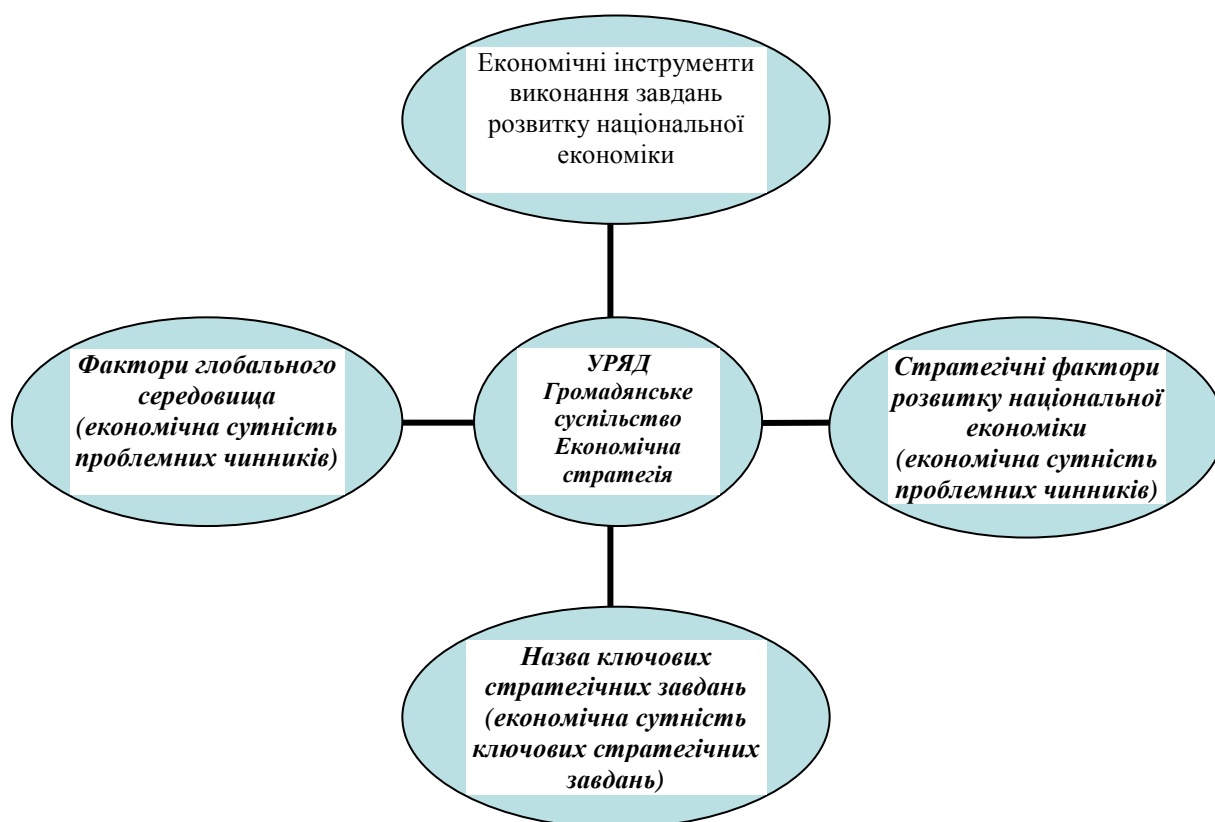 Економічні інструменти
виконання завдань
розвитку національної
економіки
Фактори глобального
середовища
(економічна сутність
проблемних чинників)
УРЯД
Громадянське
суспільство
Економічна
стратегія
Стратегічні фактори
розвитку національної
економіки
(економічна сутність
проблемних чинників)
Назва ключових
стратегічних завдань
(економічна сутність
ключових стратегічних
завдань)